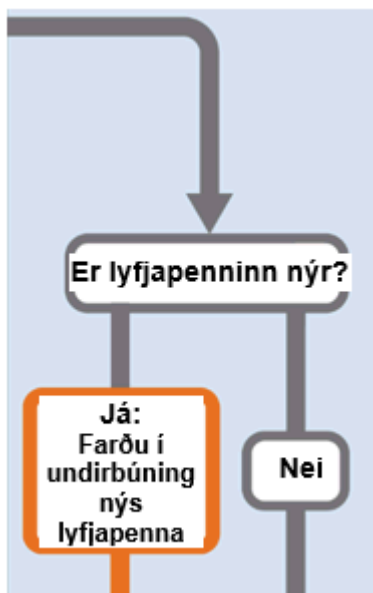 Er lyfjapenninn nýr?
Já:
Farðu í
undirbúning
nýs
lyfjapenna
Nei